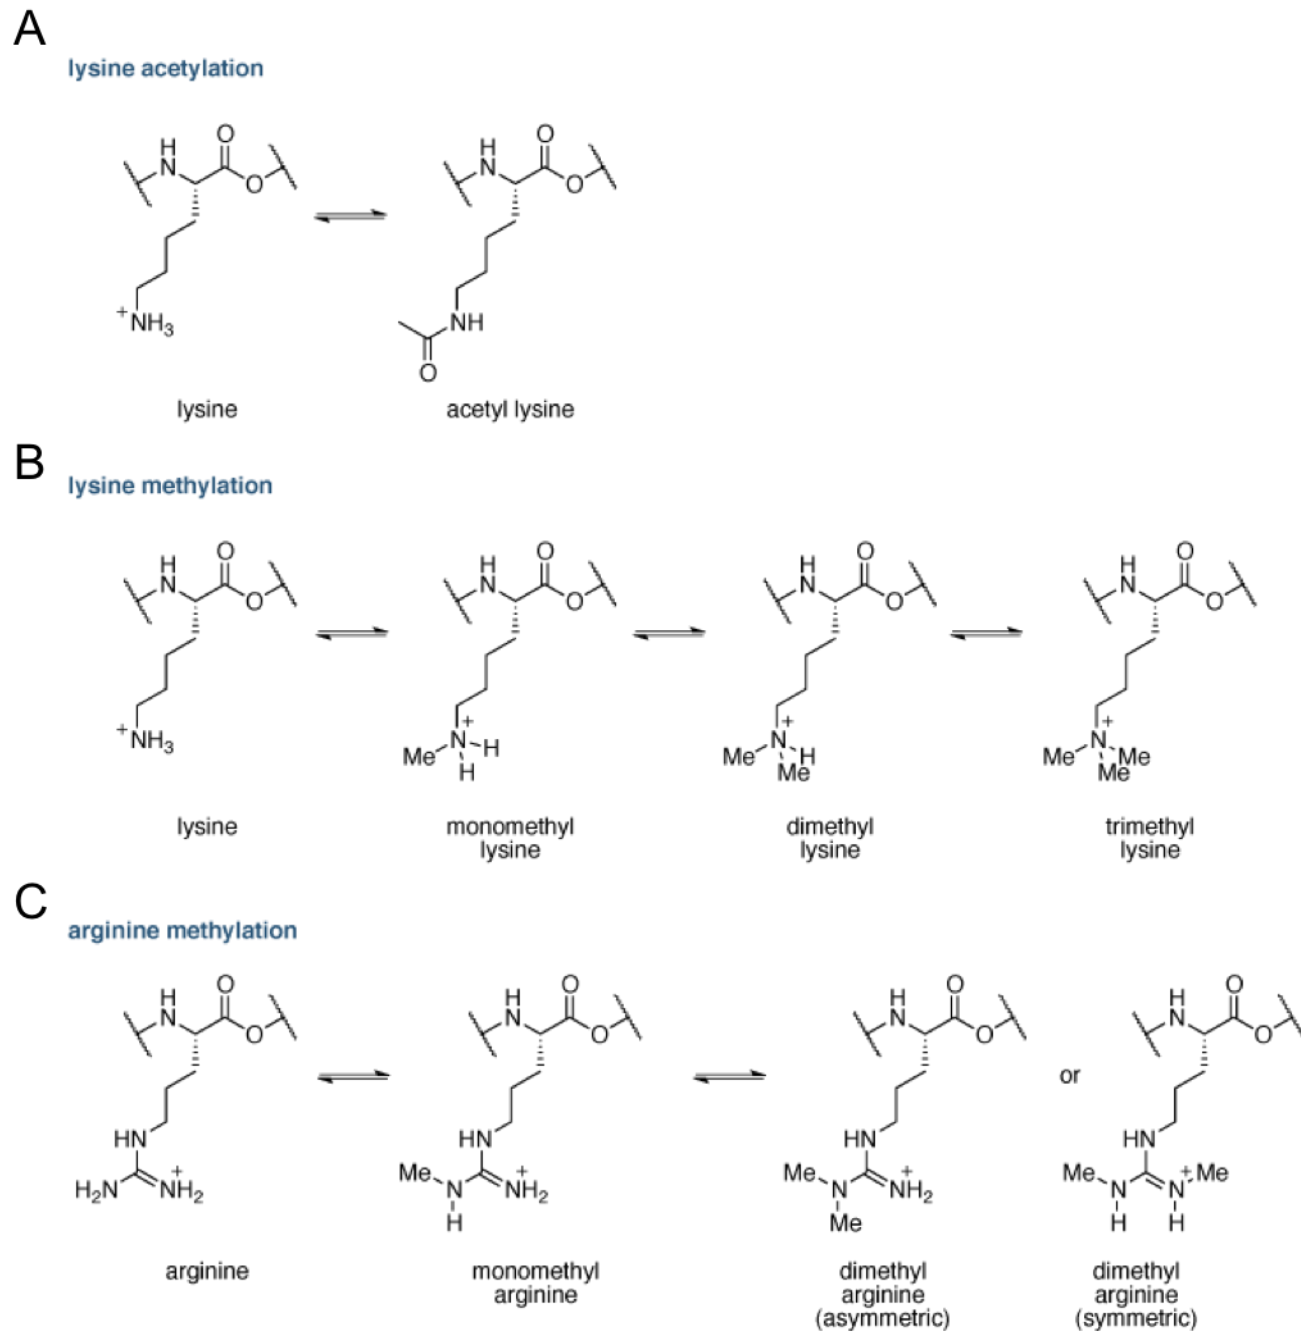 A
lysine acetylation
H
N
O
O
H
N
O
O
+NH3
NH
O
lysine
acetyl lysine
B
lysine methylation
H
N
O
O
H
N
O
O
H
N
O
O
H
N
O
O
+NH3
Me N+ H
H
Me N+ H
Me
Me N+ Me
Me
lysine
monomethyl
lysine
dimethyl
lysine
trimethyl
lysine
C
arginine methylation
H
N
O
O
H
N
O
O
H
N
O
O
or
H
N
O
O
HN
H2N
+
NH2
HN
Me
N
H
+
NH2
HN
Me
N
Me
+
NH2
HN
Me
N
H
+
N
Me
H
arginine
monomethyl
arginine
dimethyl
arginine
(asymmetric)
dimethyl
arginine
(symmetric)